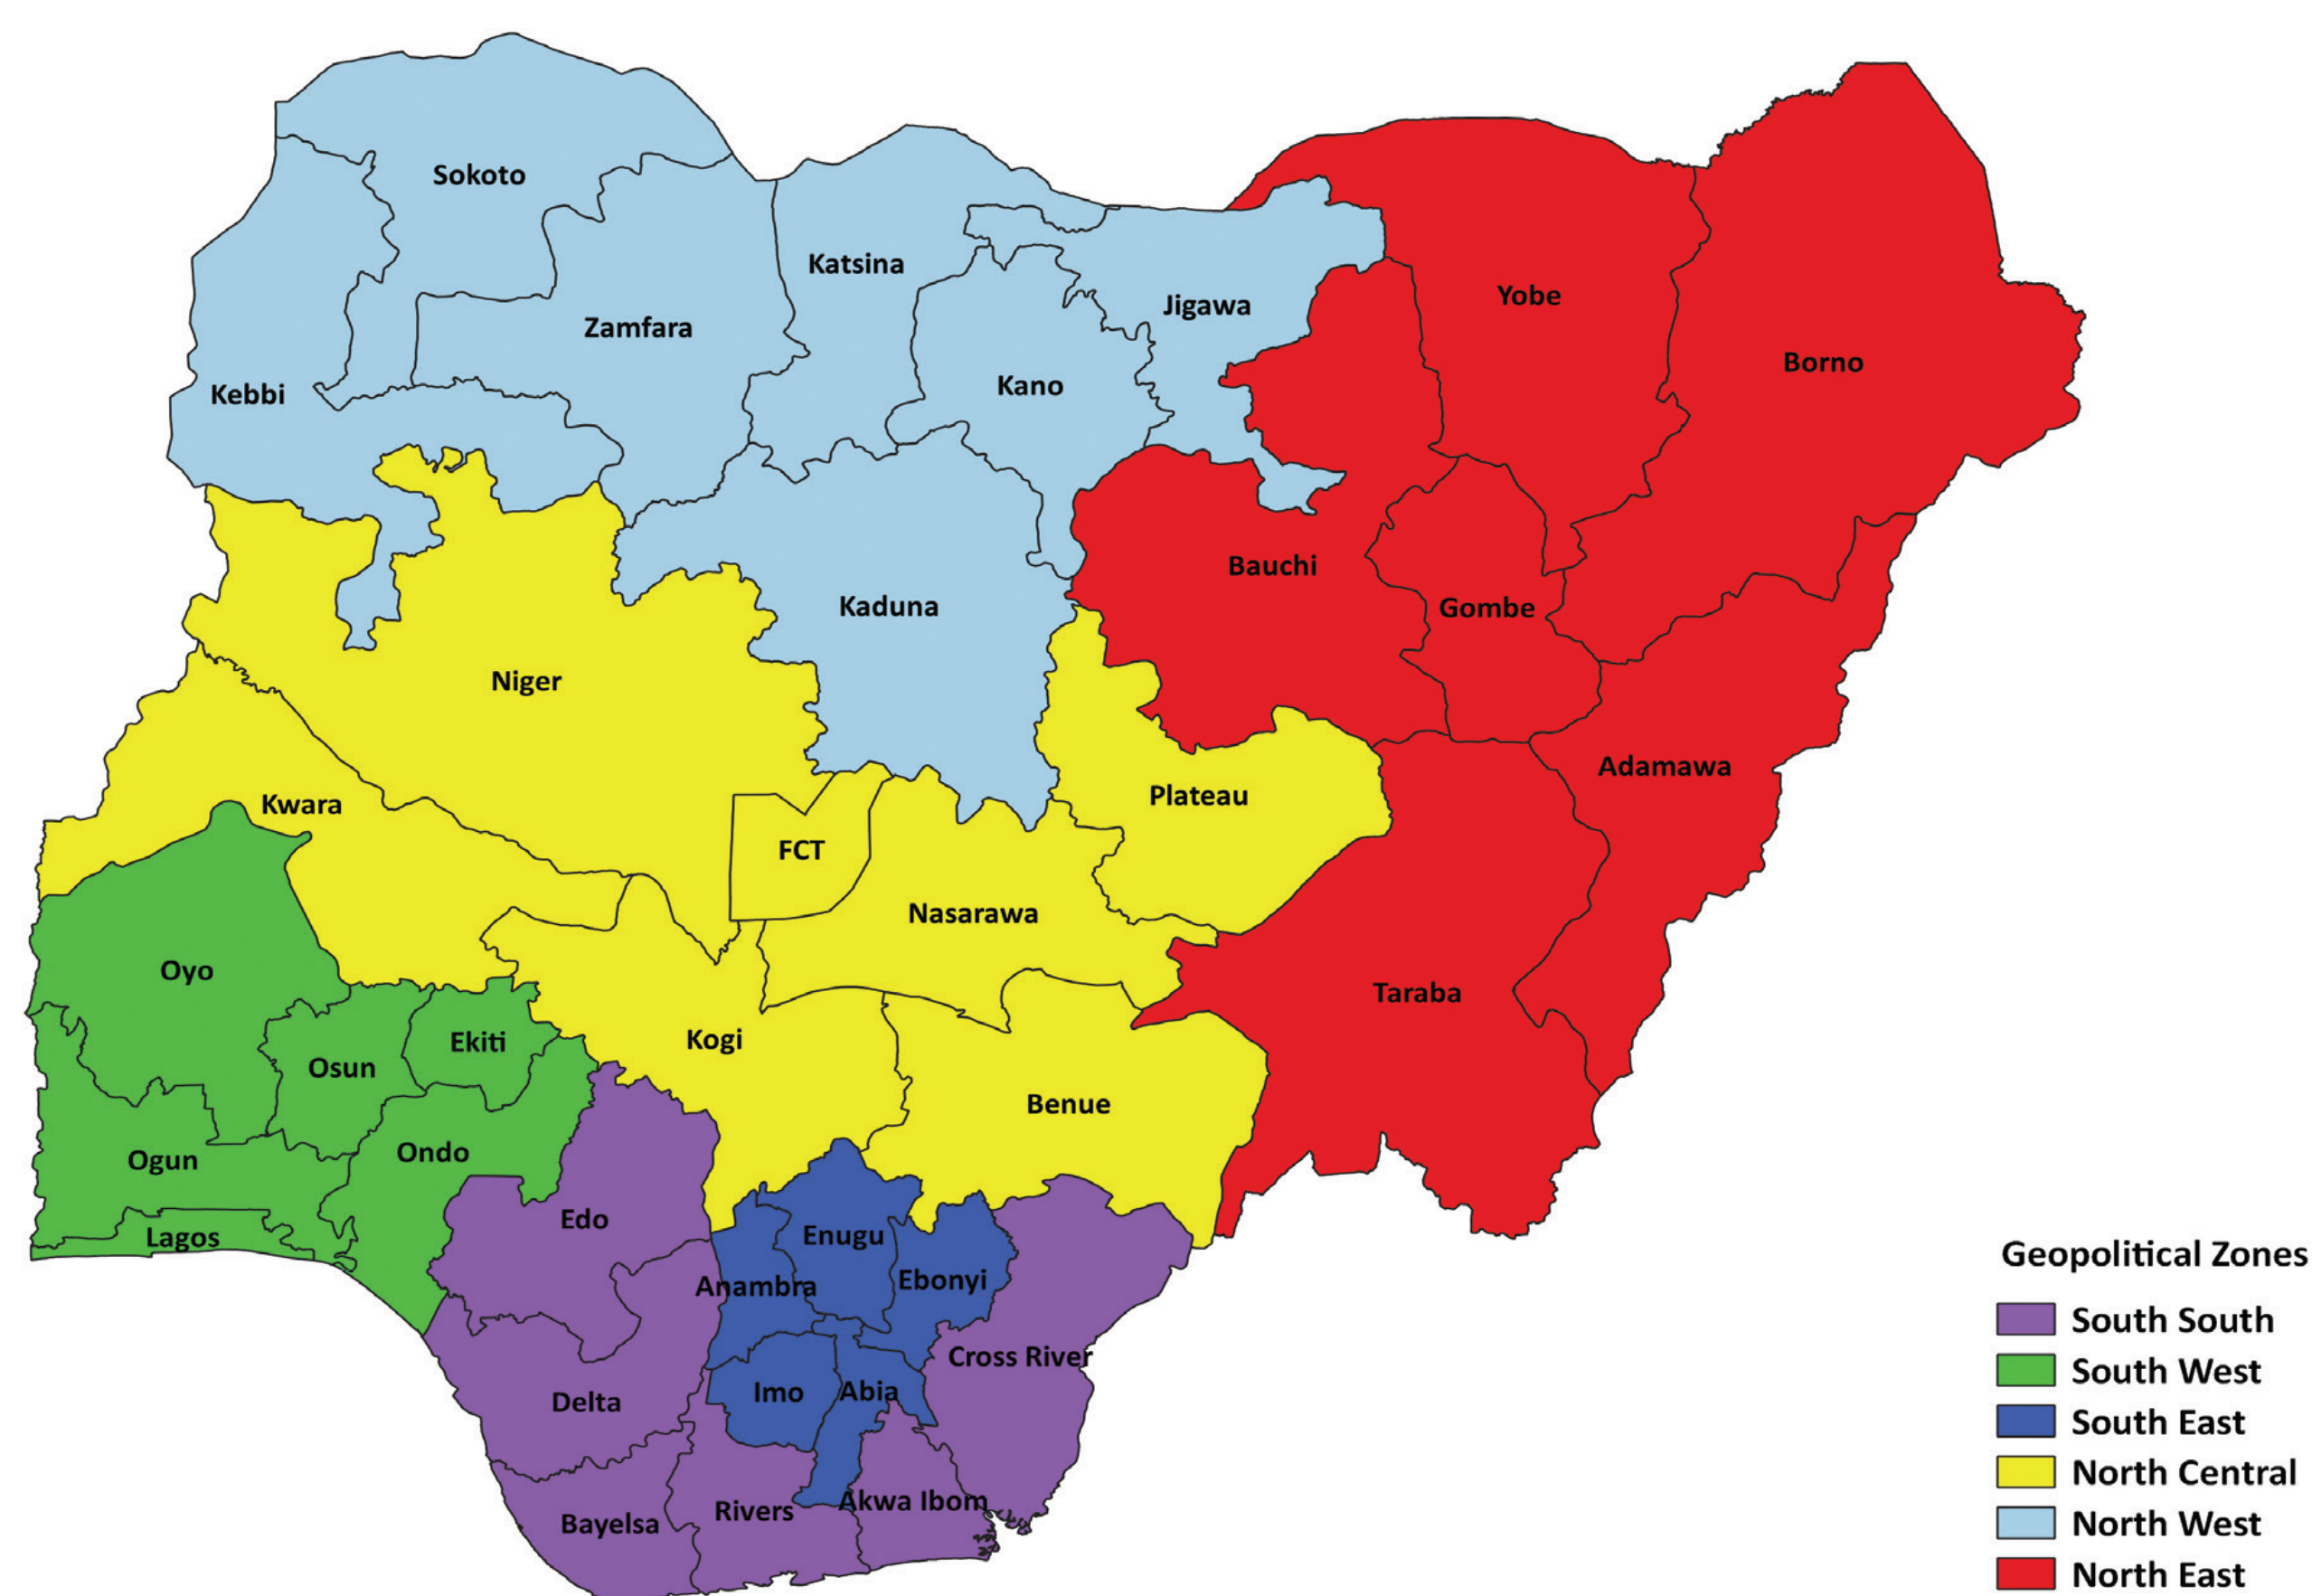 Sokoto
Katsina
Yobe
Jigawa
Zamfara
Borno
Kano
Kebbi
Bauchi
Kaduna
Gombe
Niger
Adamawa
Plateau
Kwara
FCT
Nasarawa
Oyo
Taraba
Kogi
Ekiti
Osun
Benue
Ondo
Ogun
Edo
Enugu
Lagos
Ebonyi
Anambra
Cross River
Abia
Imo
Delta
Akwa Ibom
Rivers
Bayelsa
Geopolitical Zones
South South
South West
South East
North Central
North West
North East